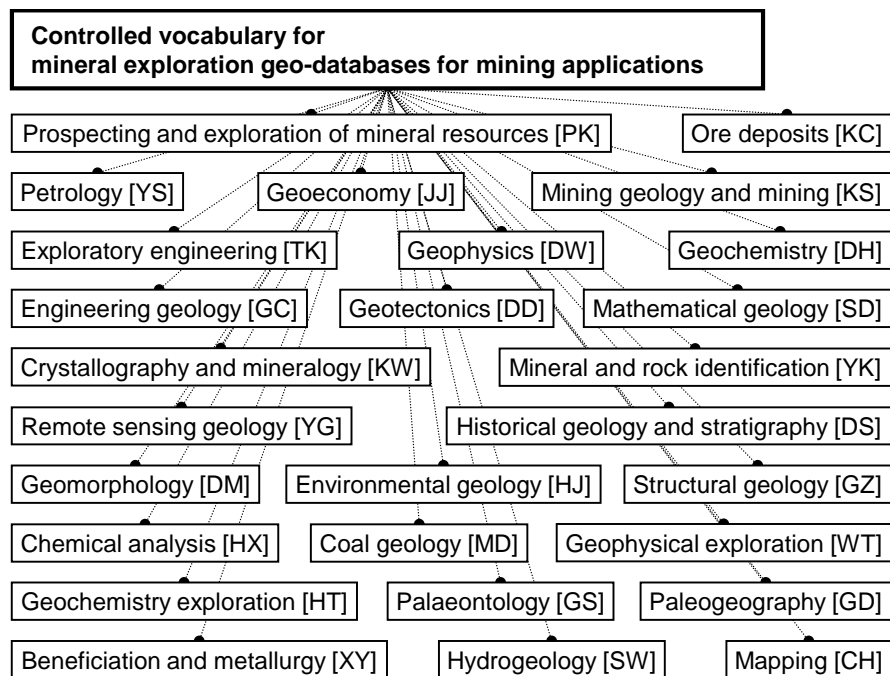 Controlled vocabulary for
mineral exploration geo-databases for mining applications
Prospecting and exploration of mineral resources [PK]
Ore deposits [KC]
Petrology [YS]
Geoeconomy [JJ]
Mining geology and mining [KS]
Exploratory engineering [TK]
Geophysics [DW]
Geochemistry [DH]
Engineering geology [GC]
Geotectonics [DD]
Mathematical geology [SD]
Crystallography and mineralogy [KW]
Mineral and rock identification [YK]
Remote sensing geology [YG]
Historical geology and stratigraphy [DS]
Geomorphology [DM]
Environmental geology [HJ]
Structural geology [GZ]
Chemical analysis [HX]
Coal geology [MD]
Geophysical exploration [WT]
Geochemistry exploration [HT]
Palaeontology [GS]
Paleogeography [GD]
Beneficiation and metallurgy [XY]
Hydrogeology [SW]
Mapping [CH]